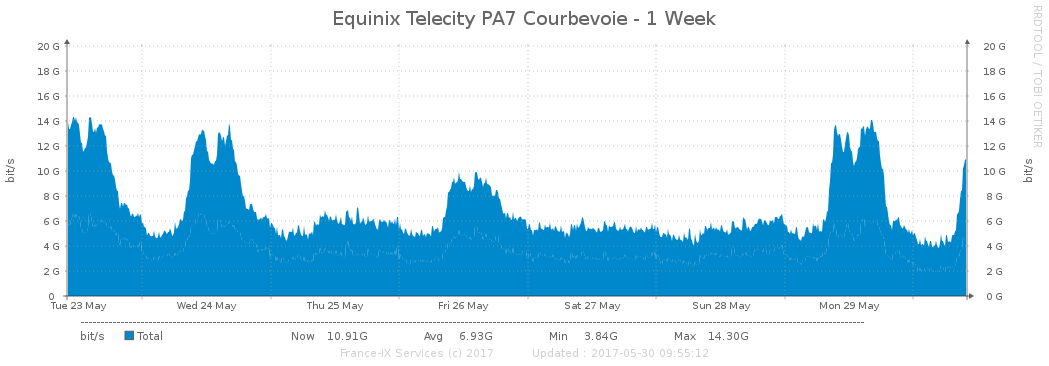 Equinix Telecity PA7 Courbevoie - 1 Week
RRDTOOL / TOBI OETIKER
bit/s
20 G
18 G
16 G
14 G
12 G
10 G
8 G
6 G
4 G
2 G
0
20 G
18 G
16 G
14 G
12 G
10 G
8 G
6 G
4 G
2 G
0 G
bit/s
Tue 23 May Wed 24 May Thu 25 May Fri 26 May Sat 27 May Sun 28 May Mon 29 May
bit/s Total Now 10.91G Avg 6.93G Min 3.84G Max 14.30G
France-IX Services (c) 2017 Updated : 2017-05-30 09:55:12